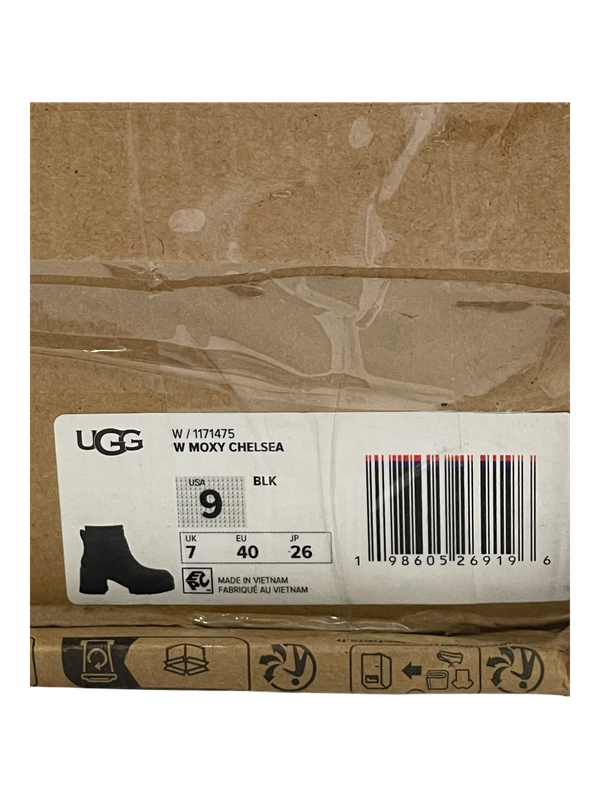 UGG
W / 1171475
W MOXY CHELSEA
USA
9
BLK
UK EU JP
7 40 26
MADE IN VIETNAM
FABRIQUÉ AU VIETNAM
1 98605 26919 6